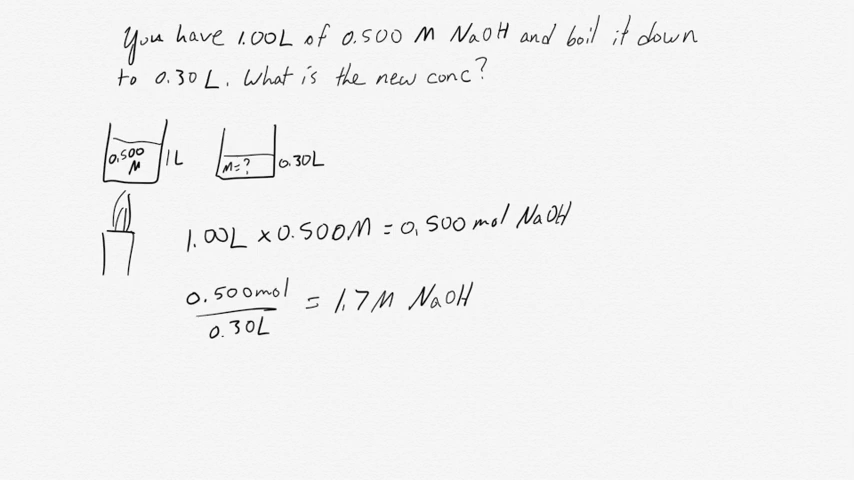 You have 1.00L of 0.500 M NaOH and boil it down
to 0.30 L. What is the new conc?
0.500
M
1L
M=?
0.30L
1.00L x 0.500M = 0.500 mol NaOH
0.500mol
0.30L
= 1.7M NaOH